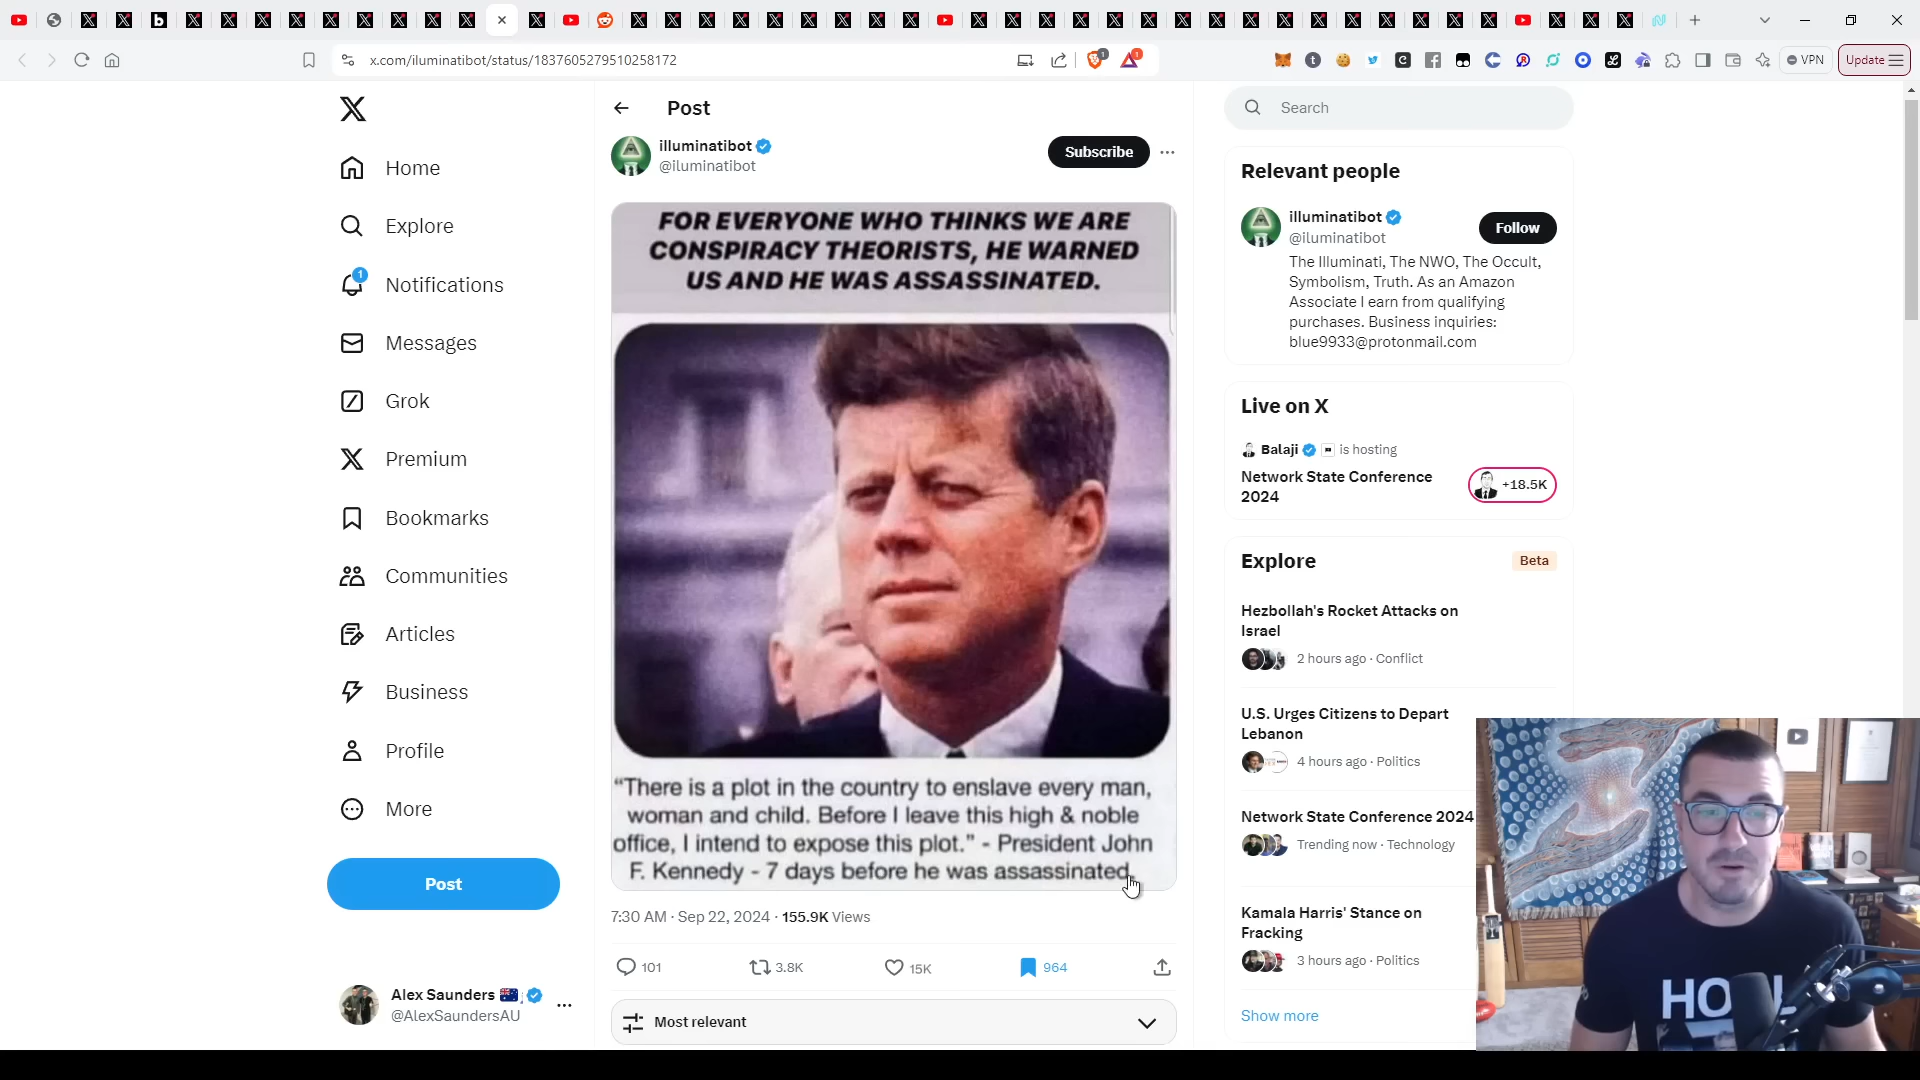 x.com/iluminatibot/status/1837605279510258172
VPN
Update
Home
Explore
1
Notifications
Messages
Grok
Premium
Bookmarks
Communities
Articles
Business
Profile
More
Post
Alex Saunders
@AlexSaundersAU
Post
illuminatibot
@iluminatibot
Subscribe
FOR EVERYONE WHO THINKS WE ARE
CONSPIRACY THEORISTS, HE WARNED
US AND HE WAS ASSASSINATED.
“There is a plot in the country to enslave every man,
woman and child. Before I leave this high & noble
office, I intend to expose this plot.” - President John
F. Kennedy - 7 days before he was assassinated.
7:30 AM · Sep 22, 2024 · 155.9K Views
101
3.8K
15K
964
Most relevant
Search
Relevant people
illuminatibot
@iluminatibot
Follow
The Illuminati, The NWO, The Occult,
Symbolism, Truth. As an Amazon
Associate I earn from qualifying
purchases. Business inquiries:
blue9933@protonmail.com
Live on X
Balaji is hosting
Network State Conference
2024
+18.5K
Explore
Beta
Hezbollah's Rocket Attacks on
Israel
2 hours ago · Conflict
U.S. Urges Citizens to Depart
Lebanon
4 hours ago · Politics
Network State Conference 2024
Trending now · Technology
Kamala Harris' Stance on
Fracking
3 hours ago · Politics
Show more